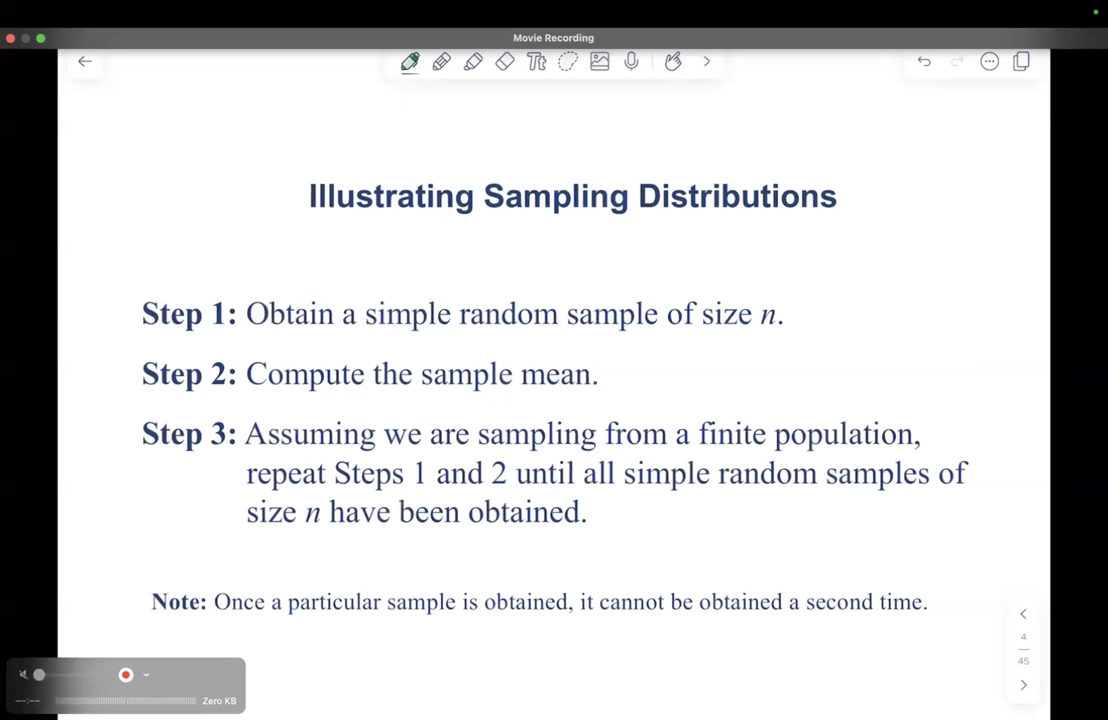 Movie Recording
Tt
Illustrating Sampling Distributions
Step 1: Obtain a simple random sample of size n.
Step 2: Compute the sample mean.
Step 3: Assuming we are sampling from a finite population,
repeat Steps 1 and 2 until all simple random samples of
size n have been obtained.
Note: Once a particular sample is obtained, it cannot be obtained a second time.
4
45
--:--
Zero KB